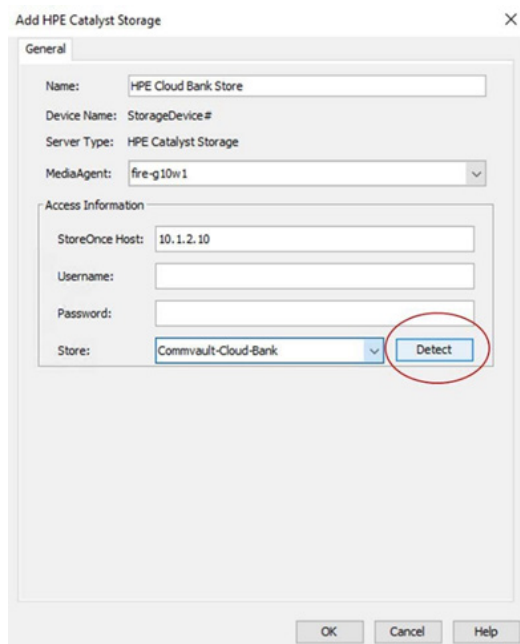 Add HPE Catalyst Storage
General
Name: HPE Cloud Bank Store
Device Name: StorageDevice#
Server Type: HPE Catalyst Storage
MediaAgent: fire-g10w1
Access Information
StoreOnce Host: 10.1.2.10
Username:
Password:
Store: Commvault-Cloud-Bank Detect
OK Cancel Help